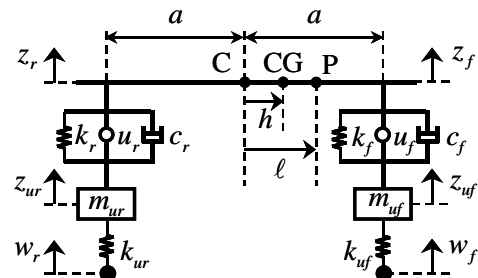 a a
z_r C CG P z_f
h
k_r u_r c_r k_f u_f c_f
ℓ
z_ur m_ur m_uf z_uf
w_r k_ur k_uf w_f